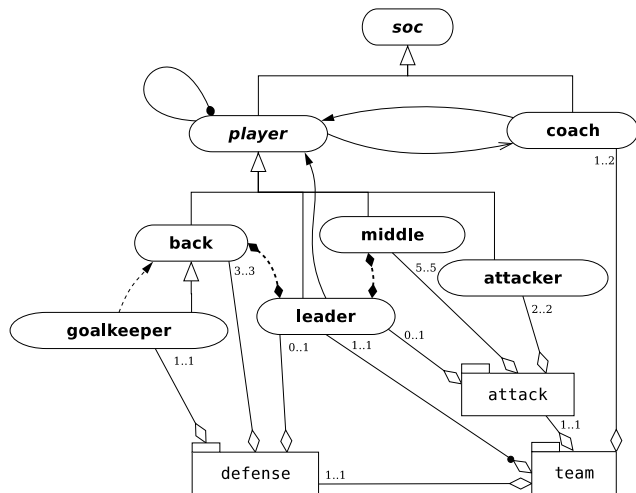 soc
player
coach
1..2
back
middle
3..3
5..5
attacker
goalkeeper
leader
2..2
1..1
0..1
1..1
0..1
attack
1..1
defense
1..1
team